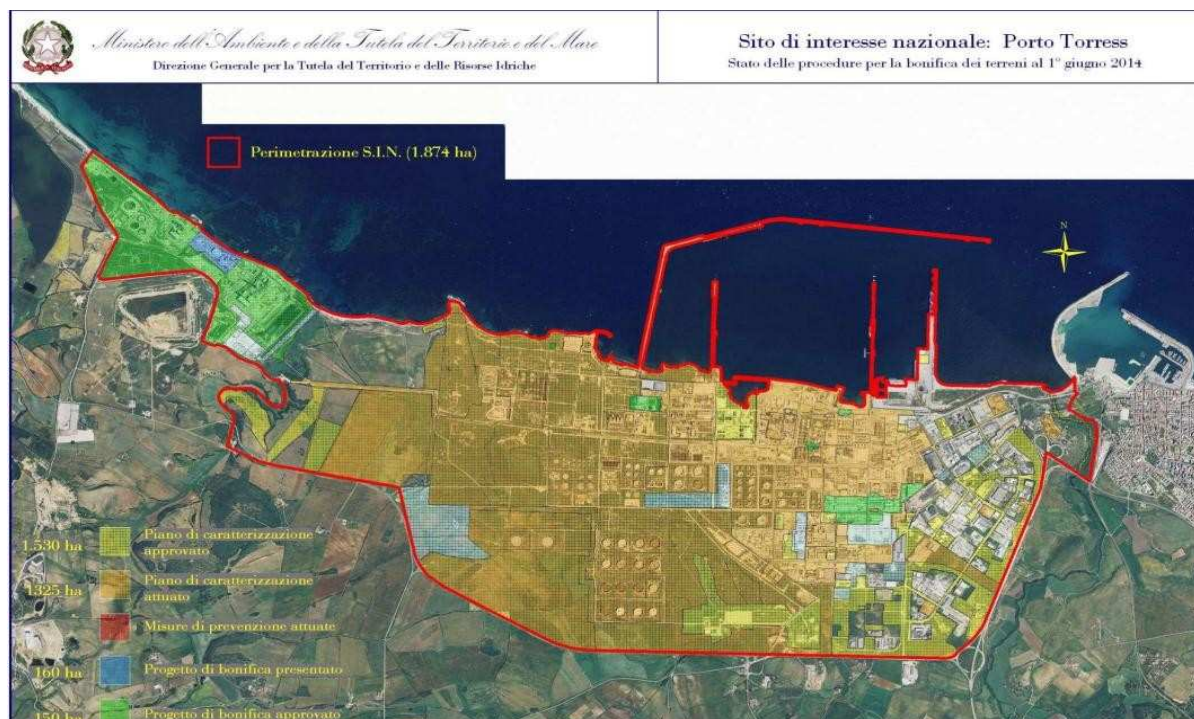 Ministero dell'Ambiente e della Tutela del Territorio e del Mare
Direzione Generale per la Tutela del Territorio e delle Risorse Idriche
Sito di interesse nazionale: Porto Torress
Stato delle procedure per la bonifica dei terreni al 1º giugno 2014
Perimetrazione S.I.N. (1.874 ha)
N
1.530 ha Piano di caratterizzazione
approvato
1325 ha Piano di caratterizzazione
attuato
Misure di prevenzione attuate
160 ha Progetto di bonifica presentato
150 ha Progetto di bonifica approvato